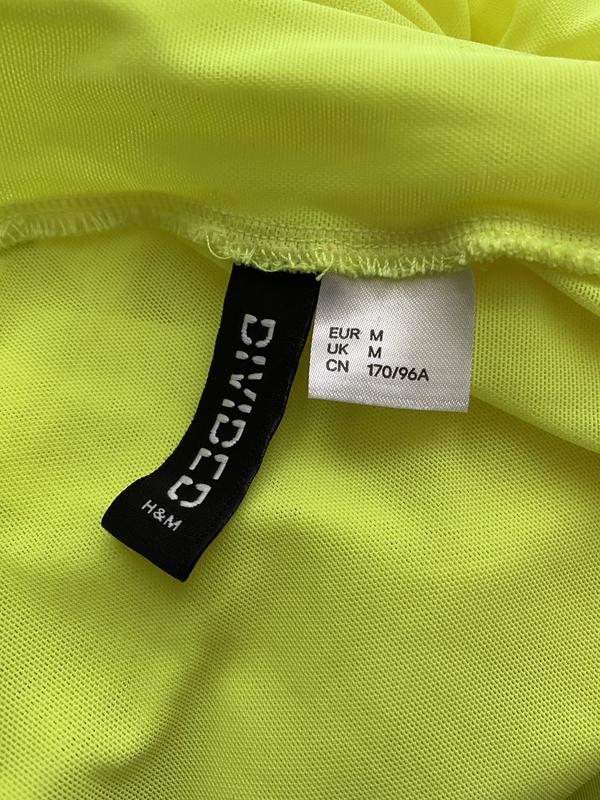 DIVIDED
H&M
EUR M
UK M
CN 170/96A